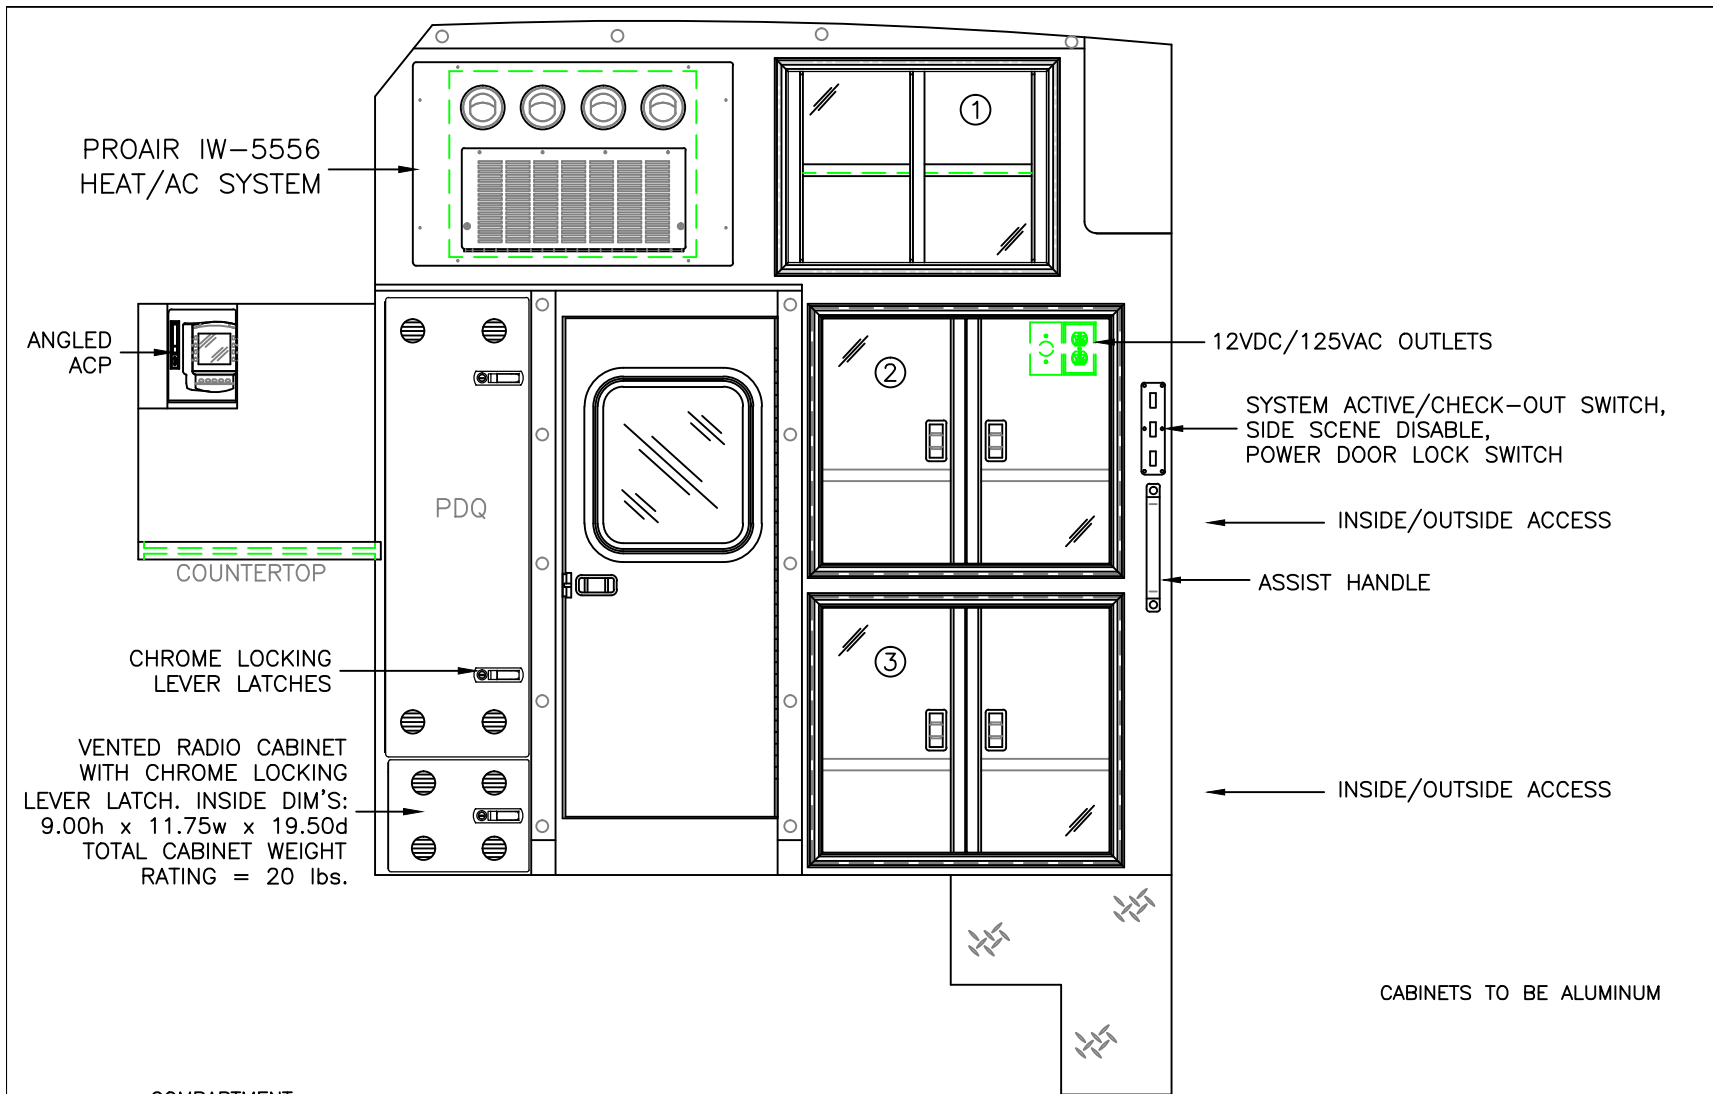 PROAIR IW-5556
HEAT/AC SYSTEM
1
ANGLED
ACP
2
12VDC/125VAC OUTLETS
SYSTEM ACTIVE/CHECK-OUT SWITCH,
SIDE SCENE DISABLE,
POWER DOOR LOCK SWITCH
PDQ
INSIDE/OUTSIDE ACCESS
COUNTERTOP
ASSIST HANDLE
CHROME LOCKING
LEVER LATCHES
3
VENTED RADIO CABINET
WITH CHROME LOCKING
LEVER LATCH. INSIDE DIM'S:
9.00h x 11.75w x 19.50d
TOTAL CABINET WEIGHT
RATING = 20 lbs.
INSIDE/OUTSIDE ACCESS
CABINETS TO BE ALUMINUM
COMPARTMENT